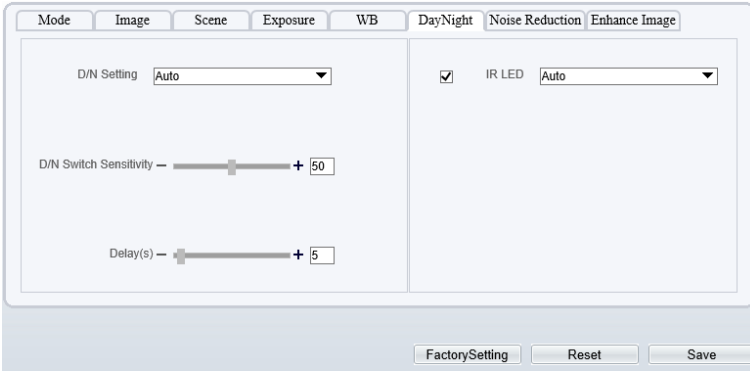 Mode Image Scene Exposure WB DayNight Noise Reduction Enhance Image
D/N Setting Auto IR LED Auto
D/N Switch Sensitivity − + 50
Delay(s) − + 5
FactorySetting Reset Save